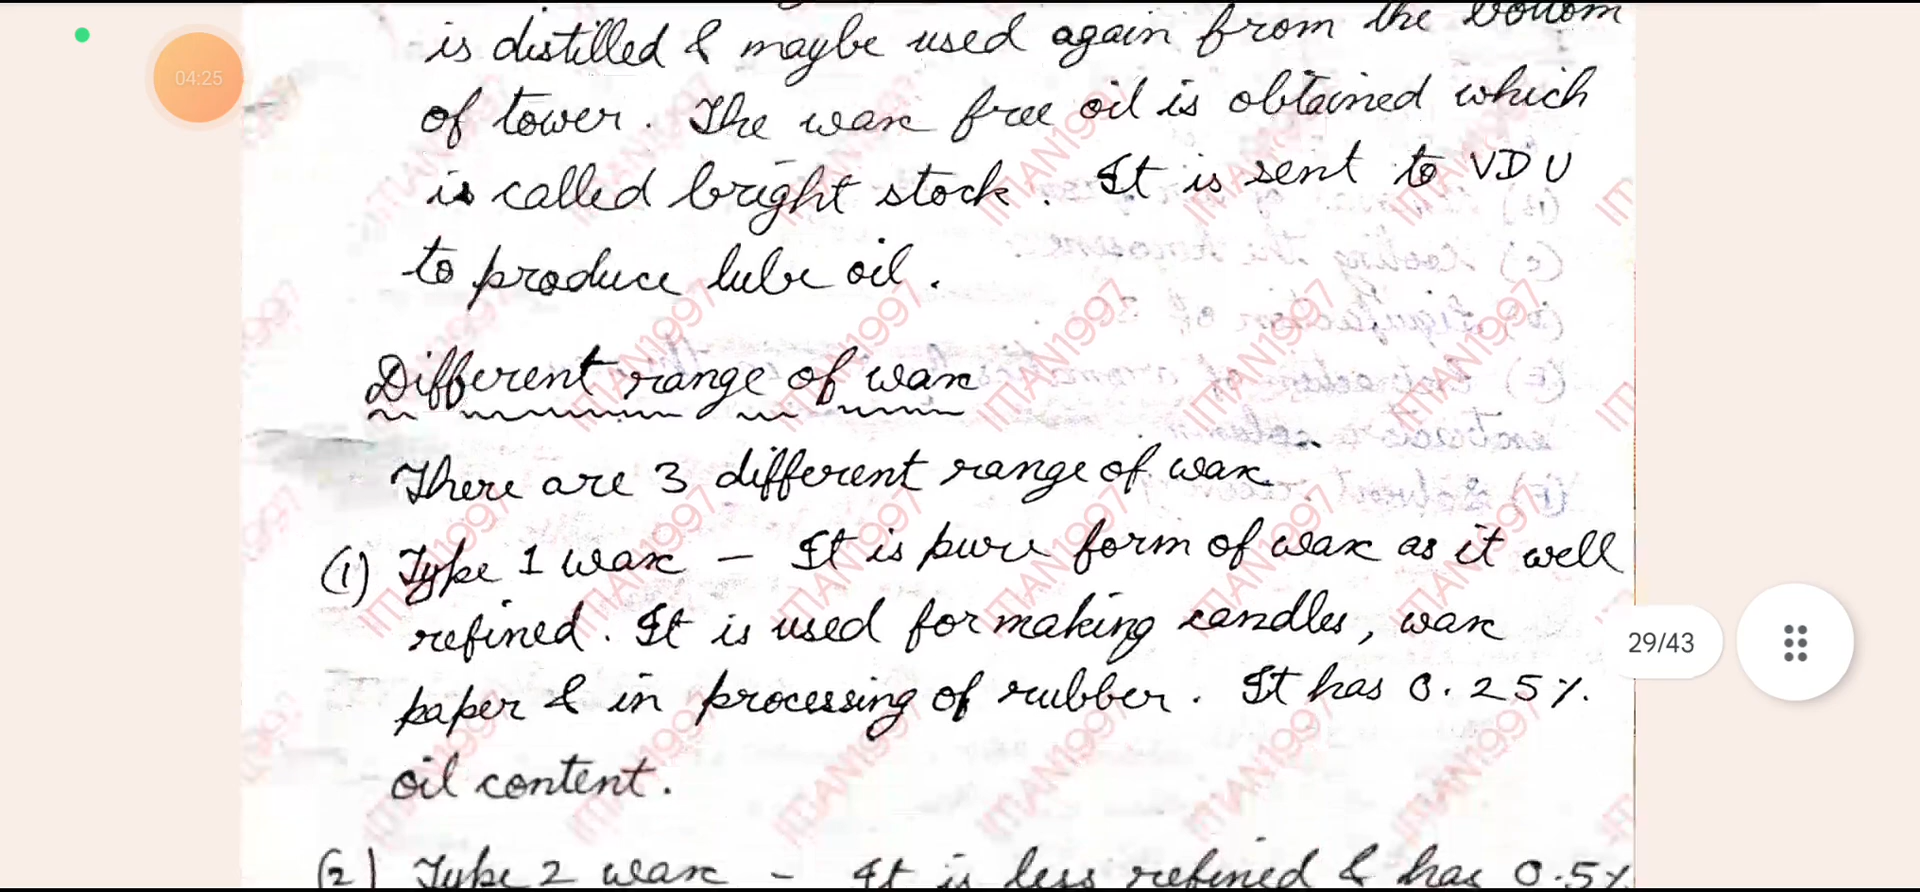 is distilled & maybe used again from the bottom
of tower. The wax free oil is obtained which
is called bright stock. It is sent to VDU
to produce lube oil.
Different range of wax
There are 3 different range of wax
(1) Type 1 wax - It is pure form of wax as it well
refined. It is used for making candles, wax
paper & in processing of rubber. It has 0.25%
oil content.
(2) Type 2 wax - It is less refined & has 0.5%
04:25
29/43